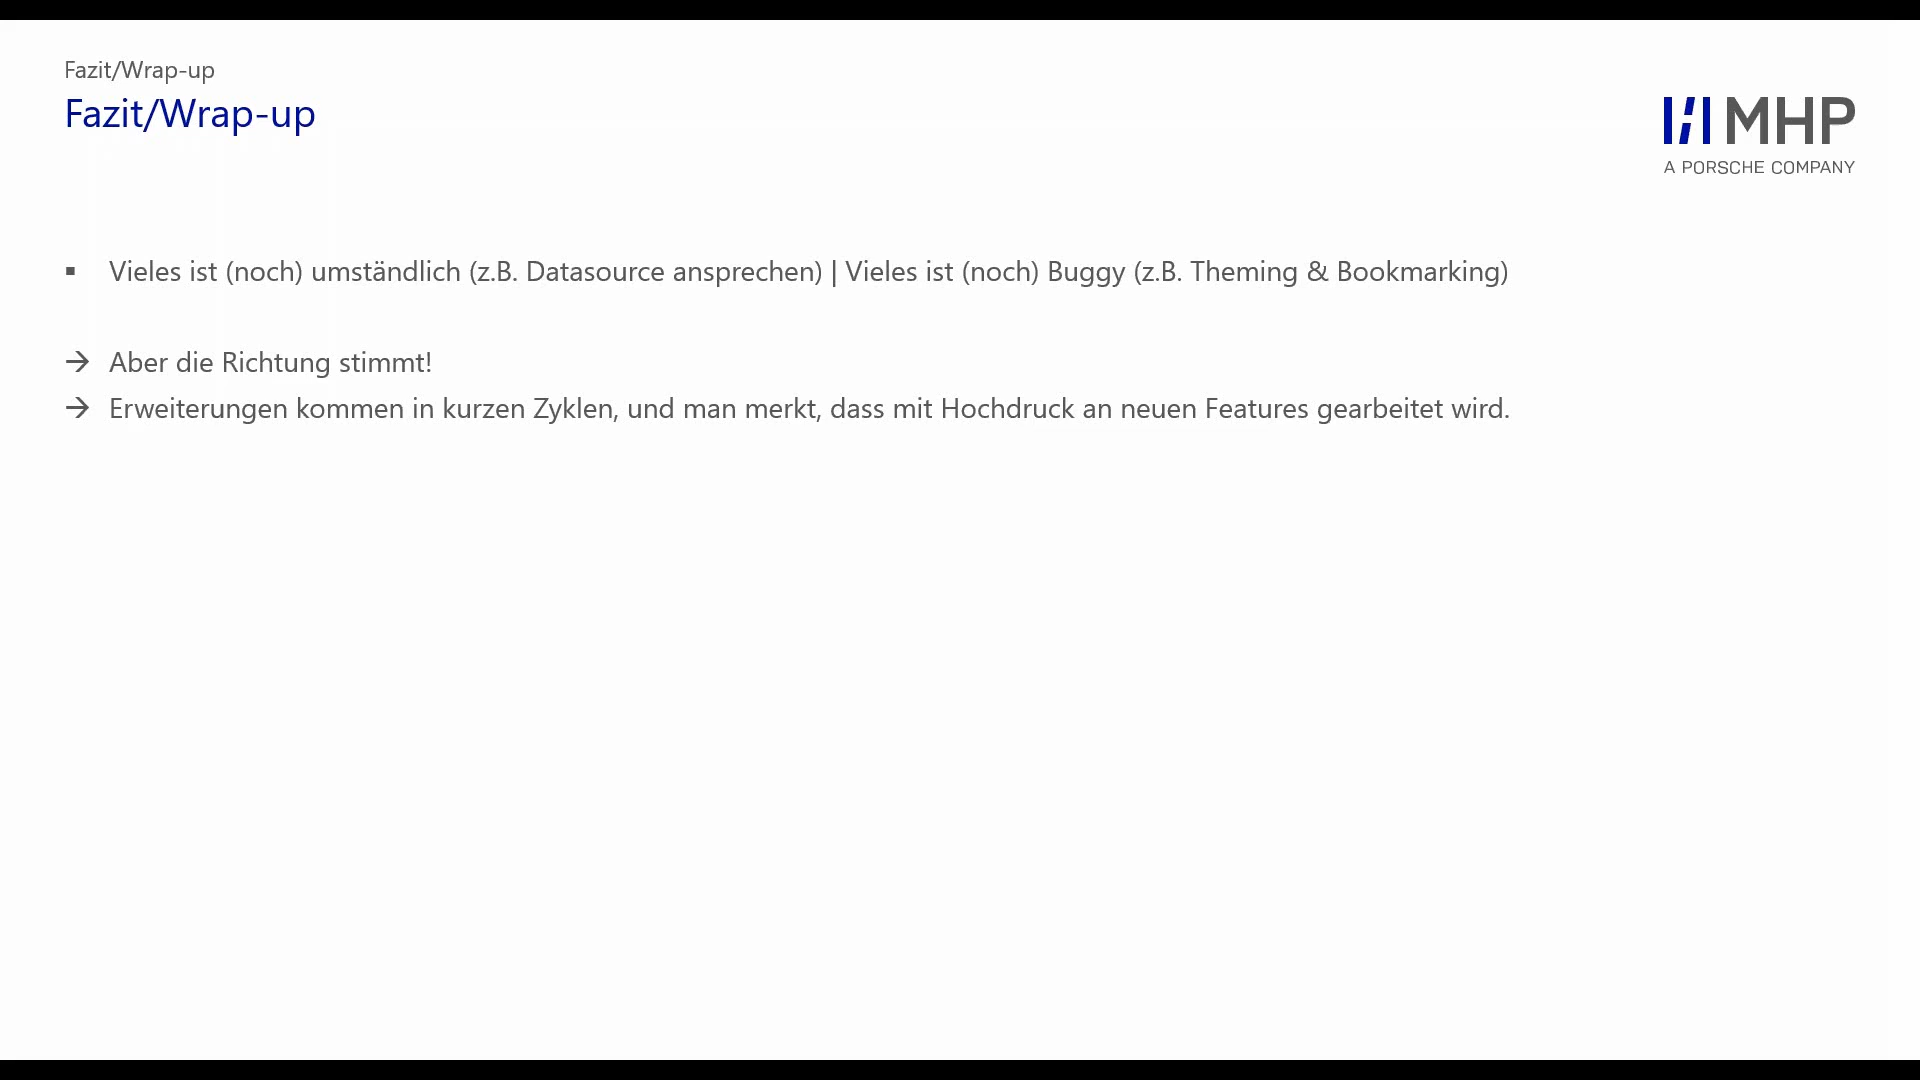 Fazit/Wrap-up
Fazit/Wrap-up
MHP
A PORSCHE COMPANY
▪ Vieles ist (noch) umständlich (z.B. Datasource ansprechen) | Vieles ist (noch) Buggy (z.B. Theming & Bookmarking)
→ Aber die Richtung stimmt!
→ Erweiterungen kommen in kurzen Zyklen, und man merkt, dass mit Hochdruck an neuen Features gearbeitet wird.